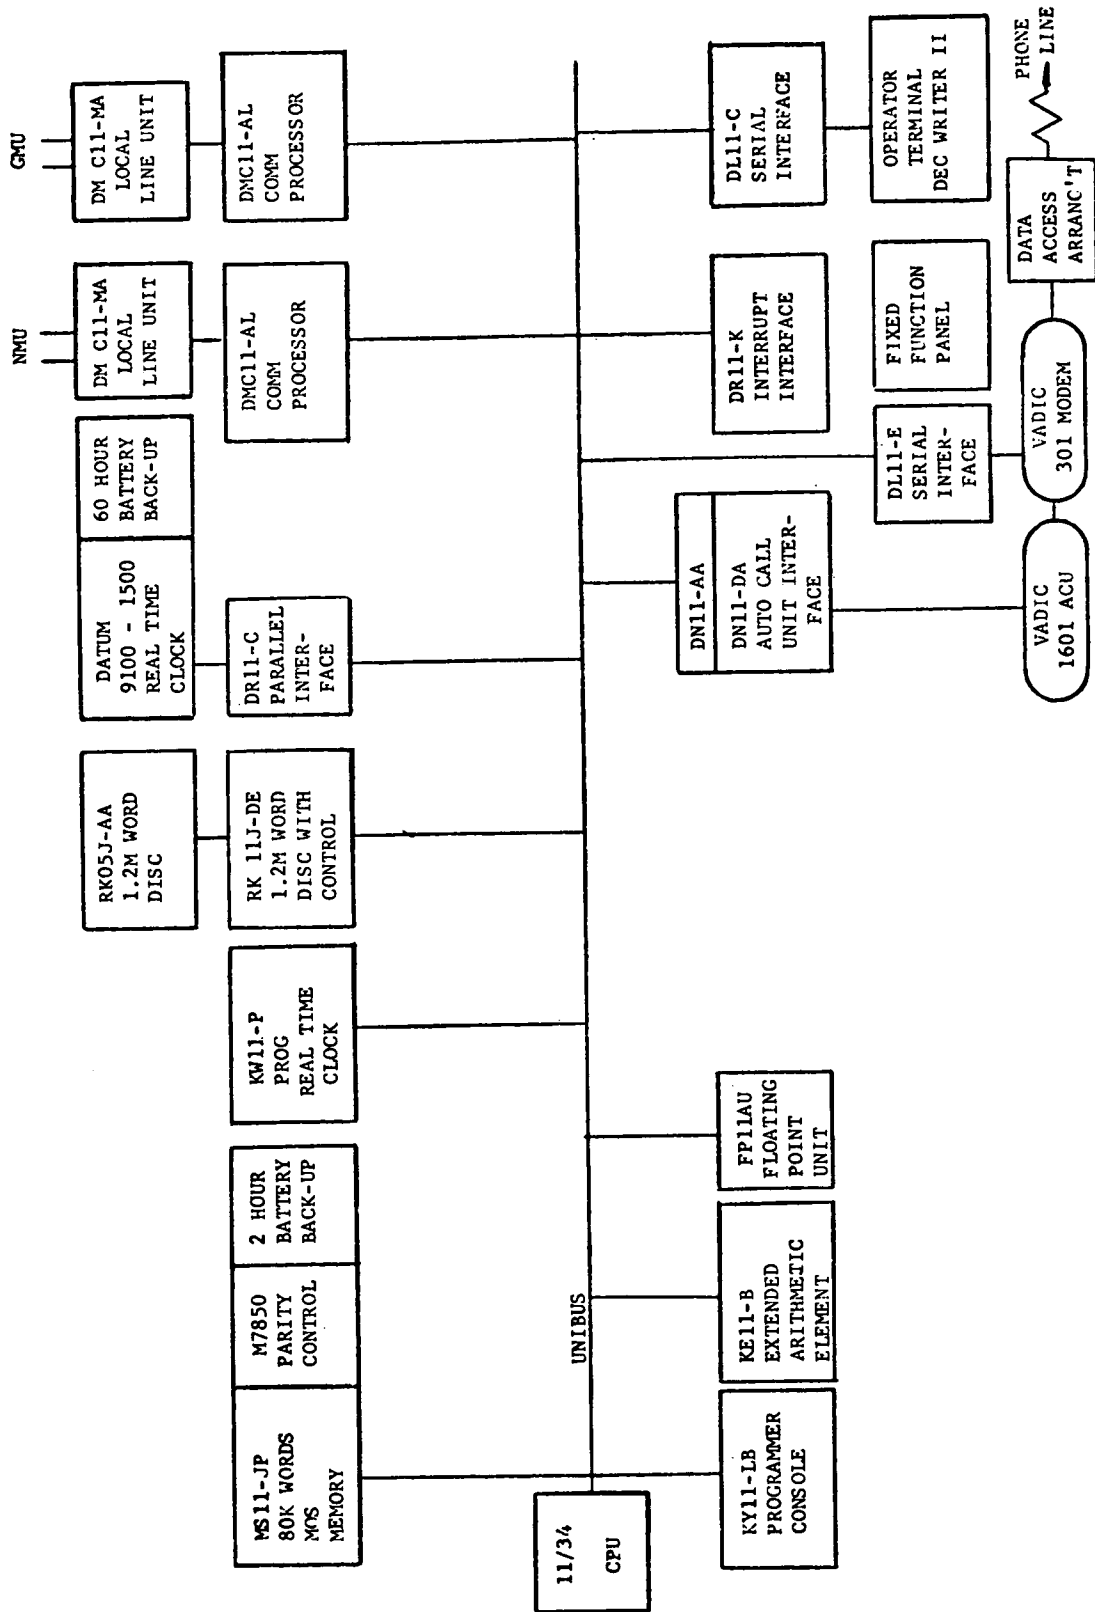 NMU
GMU
RK05J-AA
1.2M WORD
DISC
DATUM
9100 - 1500
REAL TIME
CLOCK
60 HOUR
BATTERY
BACK-UP
DM C11-MA
LOCAL
LINE UNIT
DM C11-MA
LOCAL
LINE UNIT
MS11-JP
80K WORDS
MOS
MEMORY
M7850
PARITY
CONTROL
2 HOUR
BATTERY
BACK-UP
KW11-P
PROG
REAL TIME
CLOCK
RK 11J-DE
1.2M WORD
DISC WITH
CONTROL
DR11-C
PARALLEL
INTER-
FACE
DMC11-AL
COMM
PROCESSOR
DMC11-AL
COMM
PROCESSOR
11/34
CPU
UNIBUS
KY11-LB
PROGRAMMER
CONSOLE
KE11-B
EXTENDED
ARITHMETIC
ELEMENT
FP11AU
FLOATING
POINT
UNIT
DN11-AA
DN11-DA
AUTO CALL
UNIT INTER-
FACE
DR11-K
INTERRUPT
INTERFACE
DL11-C
SERIAL
INTERFACE
DL11-E
SERIAL
INTER-
FACE
FIXED
FUNCTION
PANEL
OPERATOR
TERMINAL
DEC WRITER II
VADIC
1601 ACU
VADIC
301 MODEM
DATA
ACCESS
ARRANC'T
PHONE
LINE